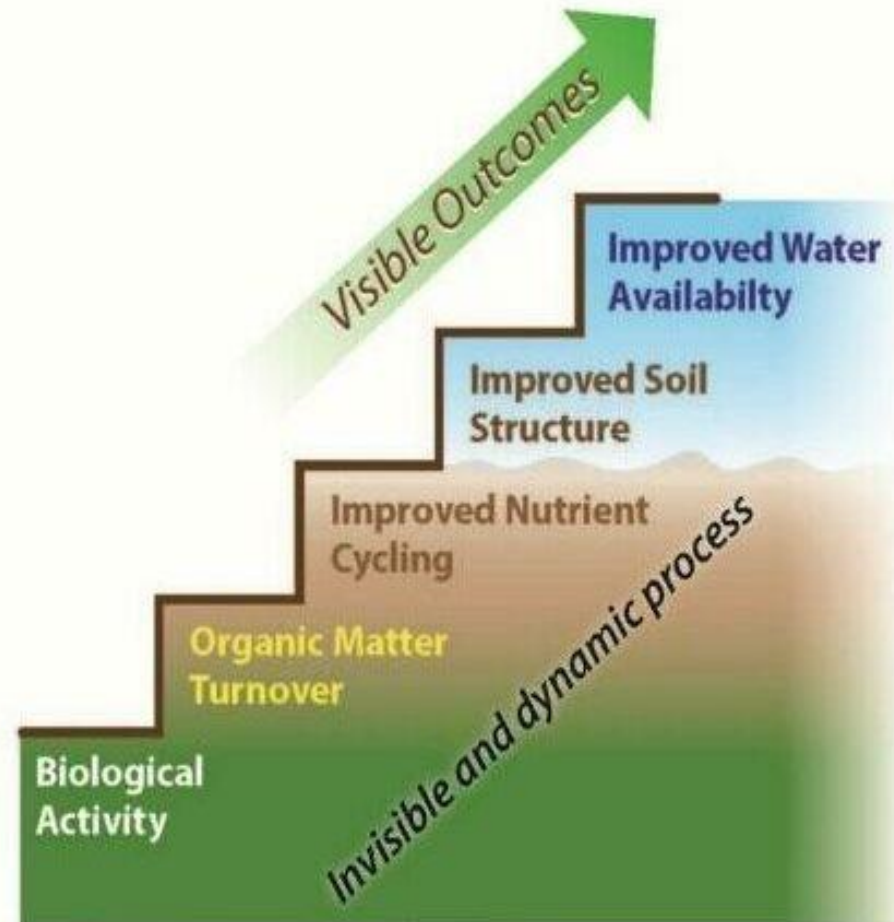 Visible Outcomes
Improved Water
Availabilty
Improved Soil
Structure
Improved Nutrient
Cycling
Organic Matter
Turnover
Biological
Activity
Invisible and dynamic process